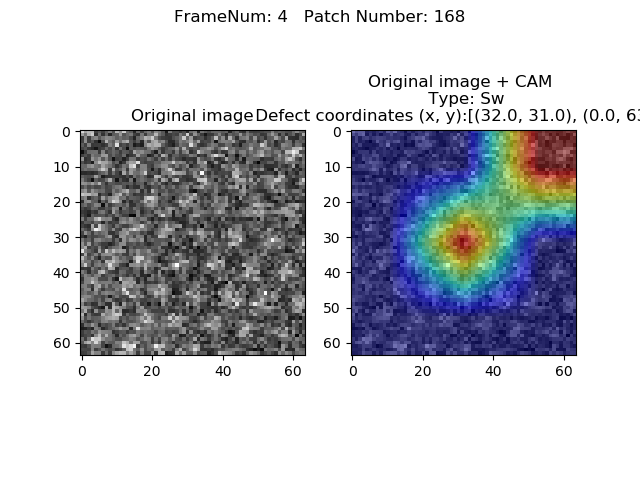 FrameNum: 4   Patch Number: 168
Original image
Original image + CAM
Type: Sw
Defect coordinates (x, y):[(32.0, 31.0), (0.0, 63
0
10
20
30
40
50
60
0 20 40 60
0
10
20
30
40
50
60
0 20 40 60